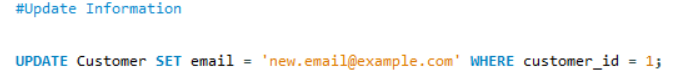 #Update Information
UPDATE Customer SET email = 'new.email@example.com' WHERE customer_id = 1;